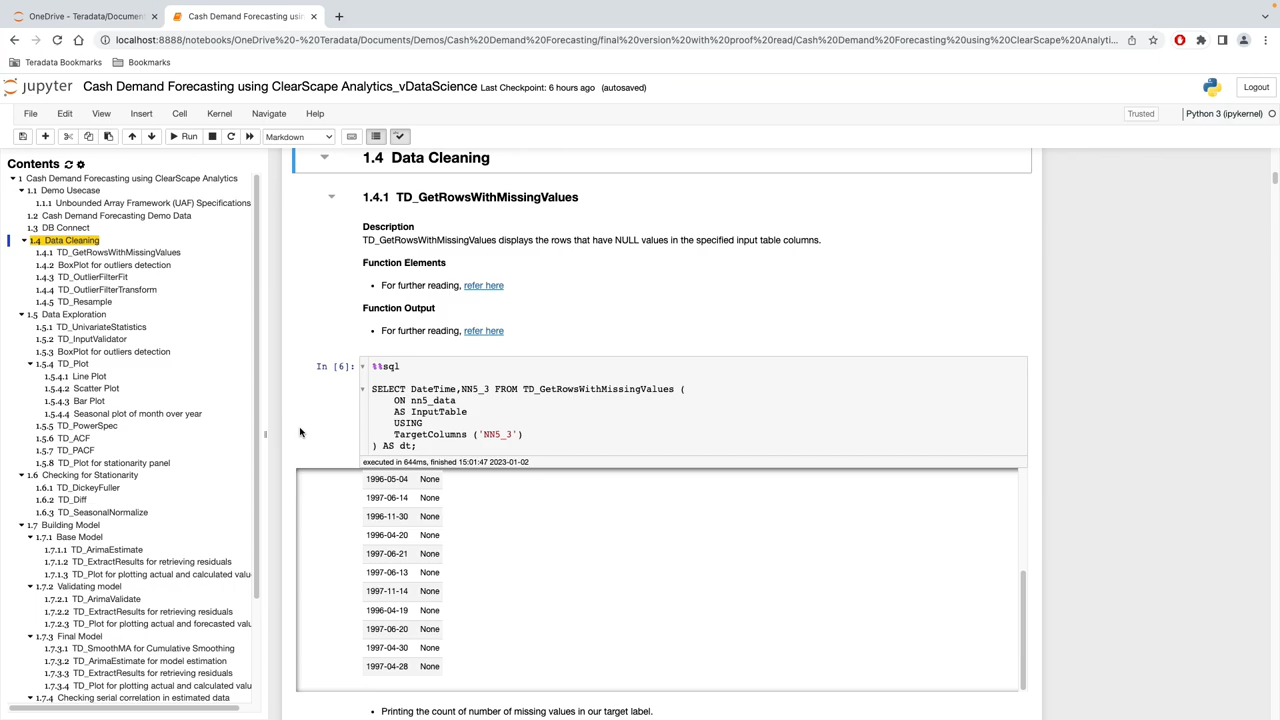 OneDrive - Teradata/Document
Cash Demand Forecasting usin
localhost:8888/notebooks/OneDrive%20-%20Teradata/Documents/Demos/Cash%20Demand%20Forecasting/final%20version%20with%20proof%20read/Cash%20Demand%20Forecasting%20using%20ClearScape%20Analyti...
Teradata Bookmarks
Bookmarks
jupyter Cash Demand Forecasting using ClearScape Analytics_vDataScience Last Checkpoint: 6 hours ago (autosaved)
Logout
File Edit View Insert Cell Kernel Navigate Help
Trusted
Python 3 (ipykernel)
Run
Markdown
Contents
1 Cash Demand Forecasting using ClearScape Analytics
1.1 Demo Usecase
1.1.1 Unbounded Array Framework (UAF) Specifications
1.2 Cash Demand Forecasting Demo Data
1.3 DB Connect
1.4 Data Cleaning
1.4.1 TD_GetRowsWithMissingValues
1.4.2 BoxPlot for outliers detection
1.4.3 TD_OutlierFilterFit
1.4.4 TD_OutlierFilterTransform
1.4.5 TD_Resample
1.5 Data Exploration
1.5.1 TD_UnivariateStatistics
1.5.2 TD_InputValidator
1.5.3 BoxPlot for outliers detection
1.5.4 TD_Plot
1.5.4.1 Line Plot
1.5.4.2 Scatter Plot
1.5.4.3 Bar Plot
1.5.4.4 Seasonal plot of month over year
1.5.5 TD_PowerSpec
1.5.6 TD_ACF
1.5.7 TD_PACF
1.5.8 TD_Plot for stationarity panel
1.6 Checking for Stationarity
1.6.1 TD_DickeyFuller
1.6.2 TD_Diff
1.6.3 TD_SeasonalNormalize
1.7 Building Model
1.7.1 Base Model
1.7.1.1 TD_ArimaEstimate
1.7.1.2 TD_ExtractResults for retrieving residuals
1.7.1.3 TD_Plot for plotting actual and calculated valu
1.7.2 Validating model
1.7.2.1 TD_ArimaValidate
1.7.2.2 TD_ExtractResults for retrieving residuals
1.7.2.3 TD_Plot for plotting actual and forecasted valu
1.7.3 Final Model
1.7.3.1 TD_SmoothMA for Cumulative Smoothing
1.7.3.2 TD_ArimaEstimate for model estimation
1.7.3.3 TD_ExtractResults for retrieving residuals
1.7.3.4 TD_Plot for plotting actual and calculated valu
1.7.4 Checking serial correlation in estimated data
1.4 Data Cleaning
1.4.1 TD_GetRowsWithMissingValues
Description
TD_GetRowsWithMissingValues displays the rows that have NULL values in the specified input table columns.
Function Elements
• For further reading, refer here
Function Output
• For further reading, refer here
In [6]:
%%sql
SELECT DateTime,NN5_3 FROM TD_GetRowsWithMissingValues (
ON nn5_data
AS InputTable
USING
TargetColumns ('NN5_3')
) AS dt;
executed in 644ms, finished 15:01:47 2023-01-02
1996-05-04 None
1997-06-14 None
1996-11-30 None
1996-04-20 None
1997-06-21 None
1997-06-13 None
1997-11-14 None
1996-04-19 None
1997-06-20 None
1997-04-30 None
1997-04-28 None
• Printing the count of number of missing values in our target label.